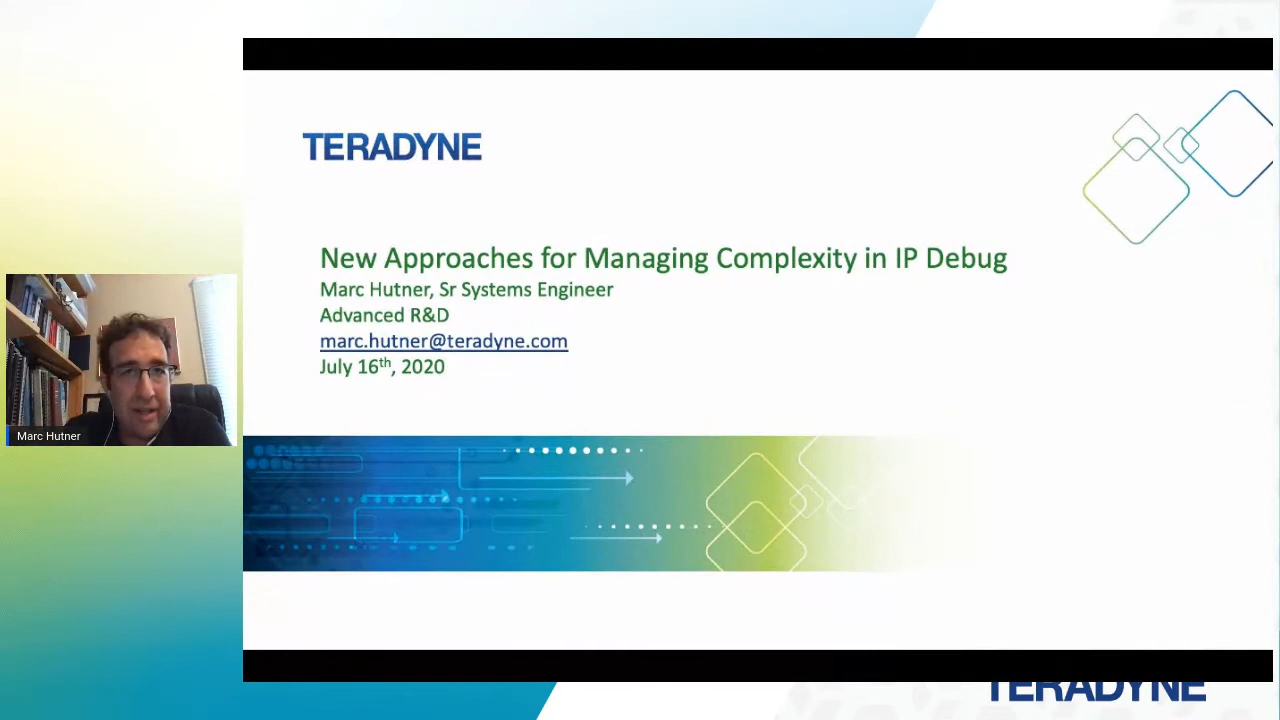 TERADYNE
New Approaches for Managing Complexity in IP Debug
Marc Hutner, Sr Systems Engineer
Advanced R&D
marc.hutner@teradyne.com
July 16th, 2020
Marc Hutner
TERADYNE